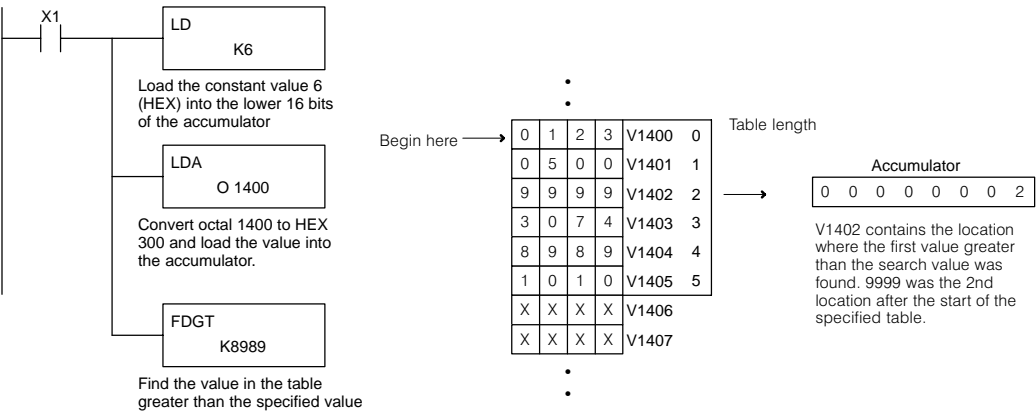 X1
LD
K6
Load the constant value 6
(HEX) into the lower 16 bits
of the accumulator
LDA
O 1400
Convert octal 1400 to HEX
300 and load the value into
the accumulator.
FDGT
K8989
Find the value in the table
greater than the specified value
Begin here
Table length
0 1 2 3 V1400 0
0 5 0 0 V1401 1
9 9 9 9 V1402 2
3 0 7 4 V1403 3
8 9 8 9 V1404 4
1 0 1 0 V1405 5
X X X X V1406
X X X X V1407
Accumulator
0 0 0 0 0 0 0 2
V1402 contains the location
where the first value greater
than the search value was
found. 9999 was the 2nd
location after the start of the
specified table.